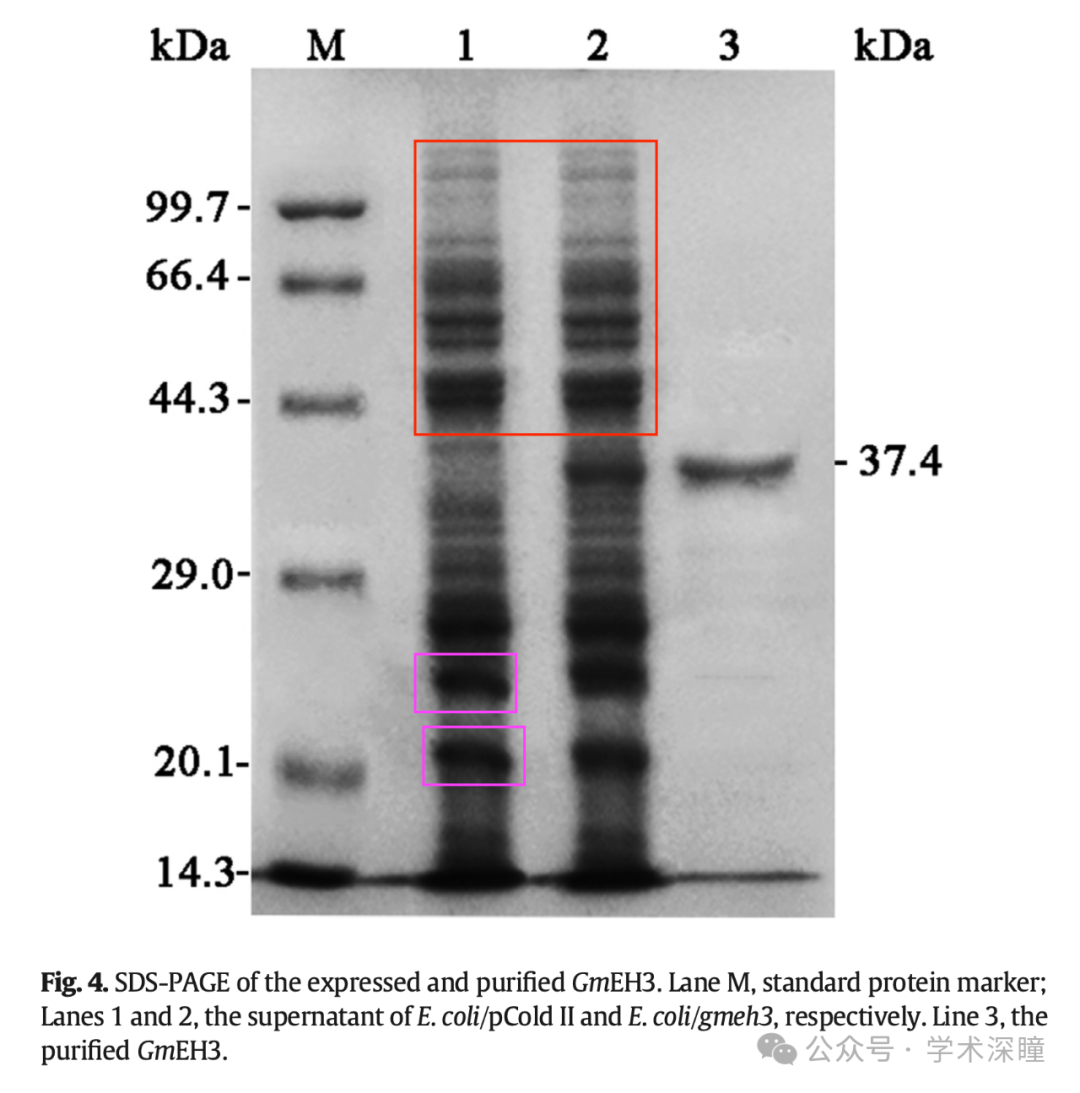 kDa M 1 2 3 kDa
99.7-
66.4-
44.3-
- 37.4
29.0-
20.1-
14.3-
Fig. 4. SDS-PAGE of the expressed and purified GmEH3. Lane M, standard protein marker;
Lanes 1 and 2, the supernatant of E. coli/pCold II and E. coli/gmeh3, respectively. Line 3, the
purified GmEH3.
公众号 · 学术深瞳